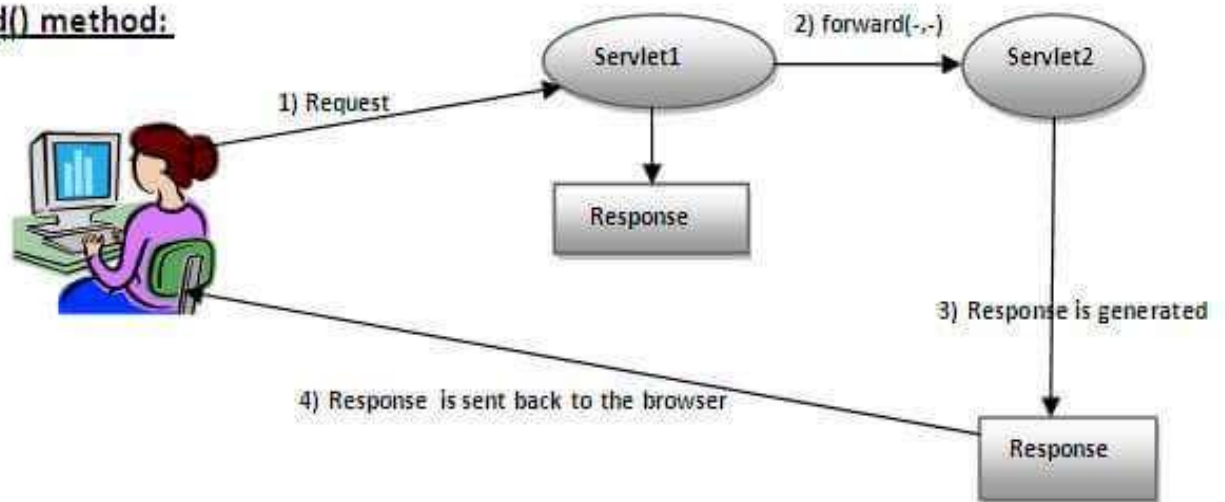 d() method:
2) forward(-,-)
Servlet1
Servlet2
1) Request
Response
3) Response is generated
4) Response is sent back to the browser
Response